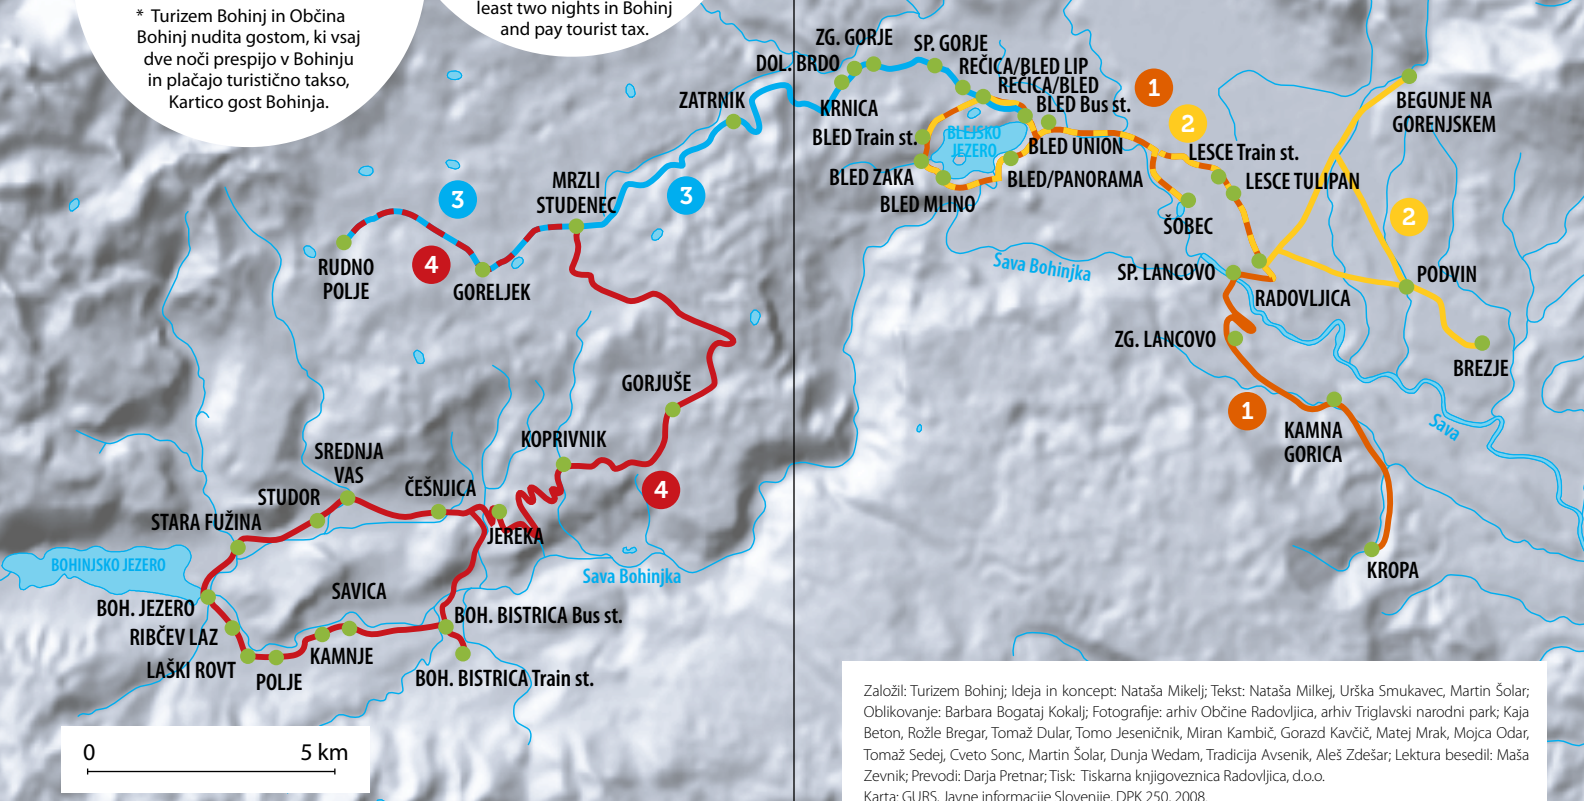 * Turizem Bohinj in Občina
Bohinj nudita gostom, ki vsaj
dve noči prespijo v Bohinju
in plačajo turistično takso,
Kartico gost Bohinja.
least two nights in Bohinj
and pay tourist tax.
ZG. GORJE
SP. GORJE
DOL. BRDO
REČICA/BLED LIP
REČICA/BLED
ZATRNIK
KRNICA
BLED Bus st.
1
2
BEGUNJE NA
GORENJSKEM
BLED Train st.
BLEJSKO
JEZERO
BLED UNION
LESCE Train st.
BLED ZAKA
BLED/PANORAMA
LESCE TULIPAN
BLED MLINO
ŠOBEC
2
MRZLI
STUDENEC
3
3
4
RUDNO
POLJE
GORELJEK
Sava Bohinjka
SP. LANCOVO
RADOVLJICA
PODVIN
ZG. LANCOVO
BREZJE
GORJUŠE
1
KAMNA
GORICA
Sava
KOPRIVNIK
SREDNJA
VAS
4
ČEŠNJICA
STUDOR
STARA FUŽINA
JEREKA
BOHINJSKO JEZERO
Sava Bohinjka
KROPA
SAVICA
BOH. JEZERO
BOH. BISTRICA Bus st.
RIBČEV LAZ
KAMNJE
LAŠKI ROVT
POLJE
BOH. BISTRICA Train st.
0 5 km
Založil: Turizem Bohinj; Ideja in koncept: Nataša Mikelj; Tekst: Nataša Milkej, Urška Smukavec, Martin Šolar;
Oblikovanje: Barbara Bogataj Kokalj; Fotografije: arhiv Občine Radovljica, arhiv Triglavski narodni park; Kaja
Beton, Rožle Bregar, Tomaž Dular, Tomo Jeseničnik, Miran Kambič, Gorazd Kavčič, Matej Mrak, Mojca Odar,
Tomaž Sedej, Cveto Sonc, Martin Šolar, Dunja Wedam, Tradicija Avsenik, Aleš Zdešar; Lektura besedil: Maša
Zevnik; Prevodi: Darja Pretnar; Tisk: Tiskarna knjigoveznica Radovljica, d.o.o.
Karta: GURS, Javne informacije Slovenije, DPK 250, 2008.